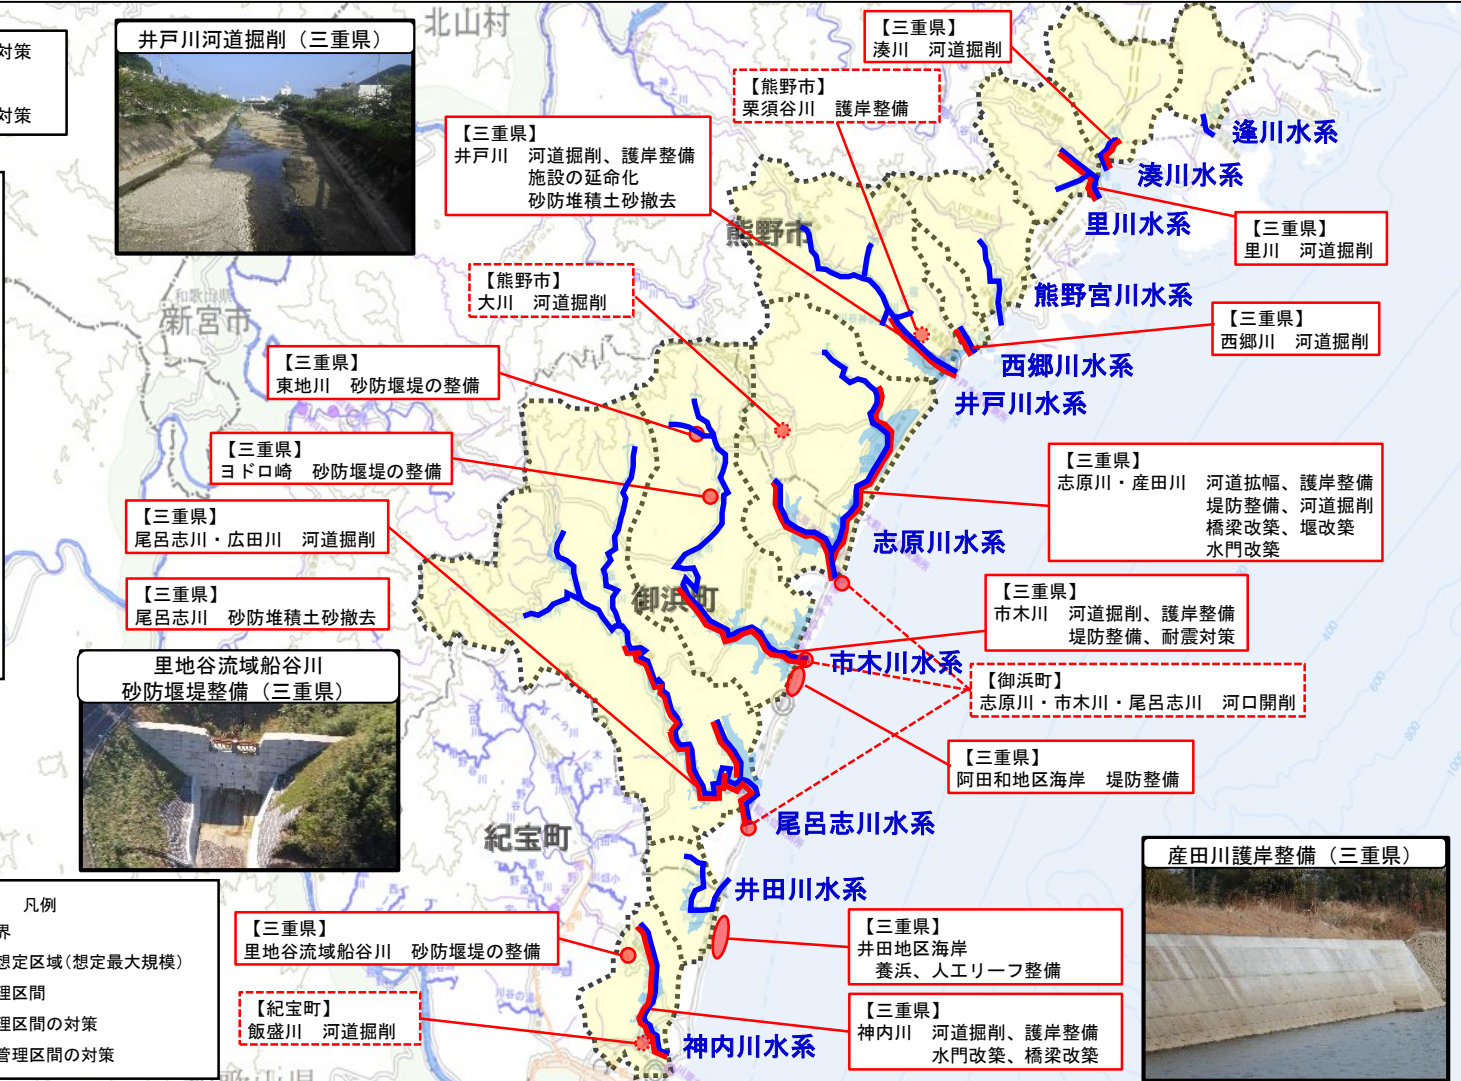 対策
対策
井戸川河道掘削（三重県）
北山村
【三重県】
湊川　河道掘削
【熊野市】
栗須谷川　護岸整備
【三重県】
井戸川　河道掘削、護岸整備
施設の延命化
砂防堆積土砂撤去
逢川水系
湊川水系
里川水系
【三重県】
里川　河道掘削
熊野市
【熊野市】
大川　河道掘削
熊野宮川水系
和歌山県
新宮市
【三重県】
西郷川　河道掘削
西郷川水系
井戸川水系
【三重県】
東地川　砂防堰堤の整備
【三重県】
ヨドロ崎　砂防堰堤の整備
【三重県】
志原川・産田川　河道拡幅、護岸整備
堤防整備、河道掘削
橋梁改築、堰改築
水門改築
【三重県】
尾呂志川・広田川　河道掘削
志原川水系
【三重県】
尾呂志川　砂防堆積土砂撤去
御浜町
【三重県】
市木川　河道掘削、護岸整備
堤防整備、耐震対策
市木川水系
里地谷流域船谷川
砂防堰堤整備（三重県）
【御浜町】
志原川・市木川・尾呂志川　河口開削
【三重県】
阿田和地区海岸　堤防整備
尾呂志川水系
紀宝町
産田川護岸整備（三重県）
井田川水系
凡例
界
想定区域（想定最大規模）
理区間
理区間の対策
管理区間の対策
【三重県】
里地谷流域船谷川　砂防堰堤の整備
【三重県】
井田地区海岸
養浜、人工リーフ整備
【紀宝町】
飯盛川　河道掘削
【三重県】
神内川　河道掘削、護岸整備
水門改築、橋梁改築
神内川水系
400
600
800